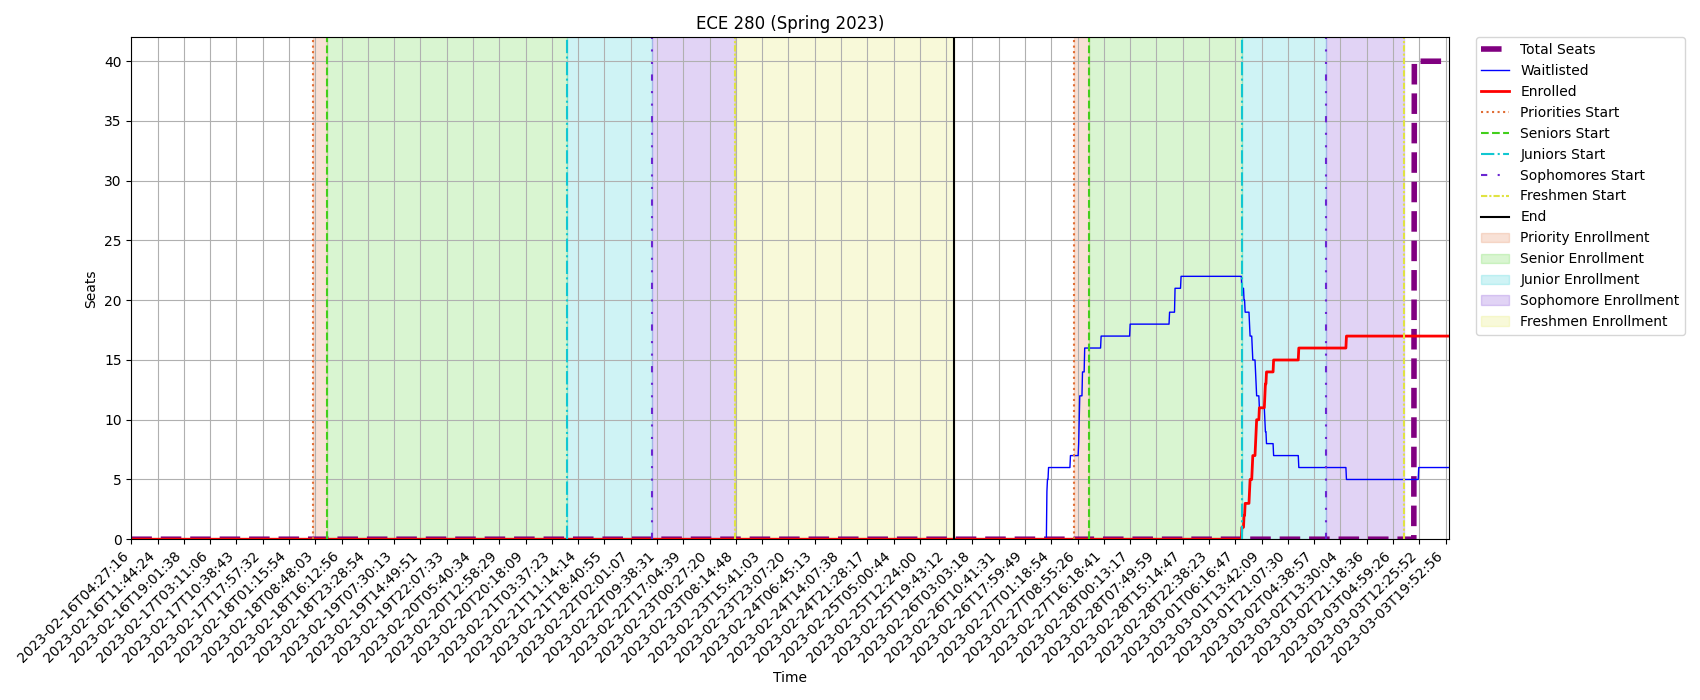 ECE 280 (Spring 2023)
Seats
40
35
30
25
20
15
10
5
0
2023-02-16T04:27:16
2023-02-16T11:44:24
2023-02-16T19:01:38
2023-02-17T03:11:06
2023-02-17T10:38:43
2023-02-17T17:57:32
2023-02-18T01:15:54
2023-02-18T08:48:03
2023-02-18T16:12:56
2023-02-18T23:28:54
2023-02-19T07:30:13
2023-02-19T14:49:51
2023-02-19T22:07:33
2023-02-20T05:40:34
2023-02-20T12:58:29
2023-02-20T20:18:09
2023-02-21T03:37:23
2023-02-21T11:14:14
2023-02-21T18:40:55
2023-02-22T02:01:07
2023-02-22T09:38:31
2023-02-22T17:04:39
2023-02-23T00:27:20
2023-02-23T08:14:48
2023-02-23T15:41:03
2023-02-23T23:07:20
2023-02-24T06:45:13
2023-02-24T14:07:38
2023-02-24T21:28:17
2023-02-25T05:00:44
2023-02-25T12:24:00
2023-02-25T19:43:12
2023-02-26T03:03:18
2023-02-26T10:41:31
2023-02-26T17:59:49
2023-02-27T01:18:54
2023-02-27T08:55:26
2023-02-27T16:18:41
2023-02-28T00:13:17
2023-02-28T07:49:59
2023-02-28T15:14:47
2023-02-28T22:38:23
2023-03-01T06:16:47
2023-03-01T13:42:09
2023-03-01T21:07:30
2023-03-02T04:38:57
2023-03-02T13:30:04
2023-03-02T21:18:36
2023-03-03T04:59:26
2023-03-03T12:25:52
2023-03-03T19:52:56
Time
Total Seats
Waitlisted
Enrolled
Priorities Start
Seniors Start
Juniors Start
Sophomores Start
Freshmen Start
End
Priority Enrollment
Senior Enrollment
Junior Enrollment
Sophomore Enrollment
Freshmen Enrollment